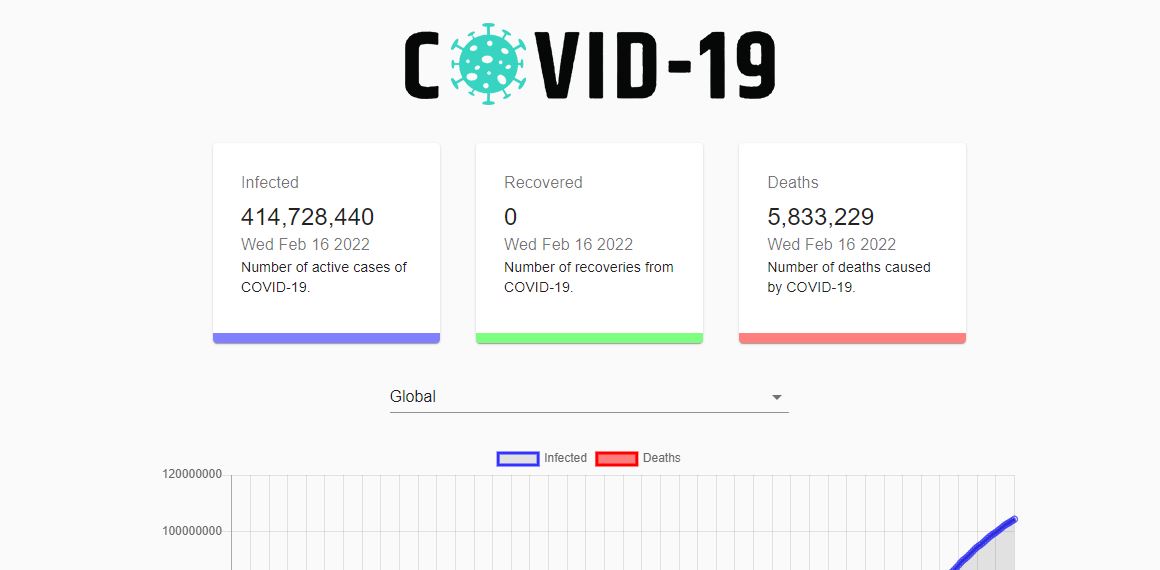 COVID-19
Infected
414,728,440
Wed Feb 16 2022
Number of active cases of
COVID-19.
Recovered
0
Wed Feb 16 2022
Number of recoveries from
COVID-19.
Deaths
5,833,229
Wed Feb 16 2022
Number of deaths caused
by COVID-19.
Global
Infected Deaths
120000000
100000000